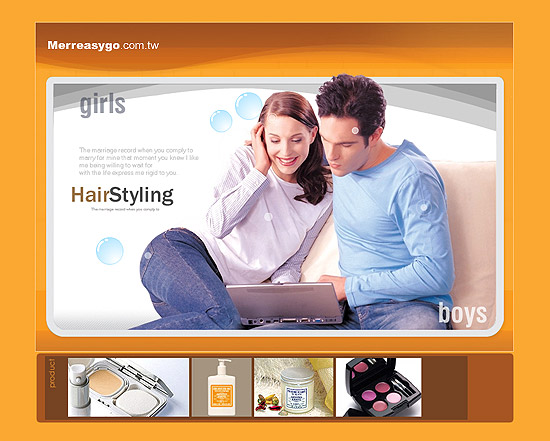 Merreasygo.com.tw
girls
The marriage record when you comply to
marry for mine that moment you knew I like
me being willing to wait for
with the life express me rigid to you.
HairStyling
The marriage record when you comply to
boys
product